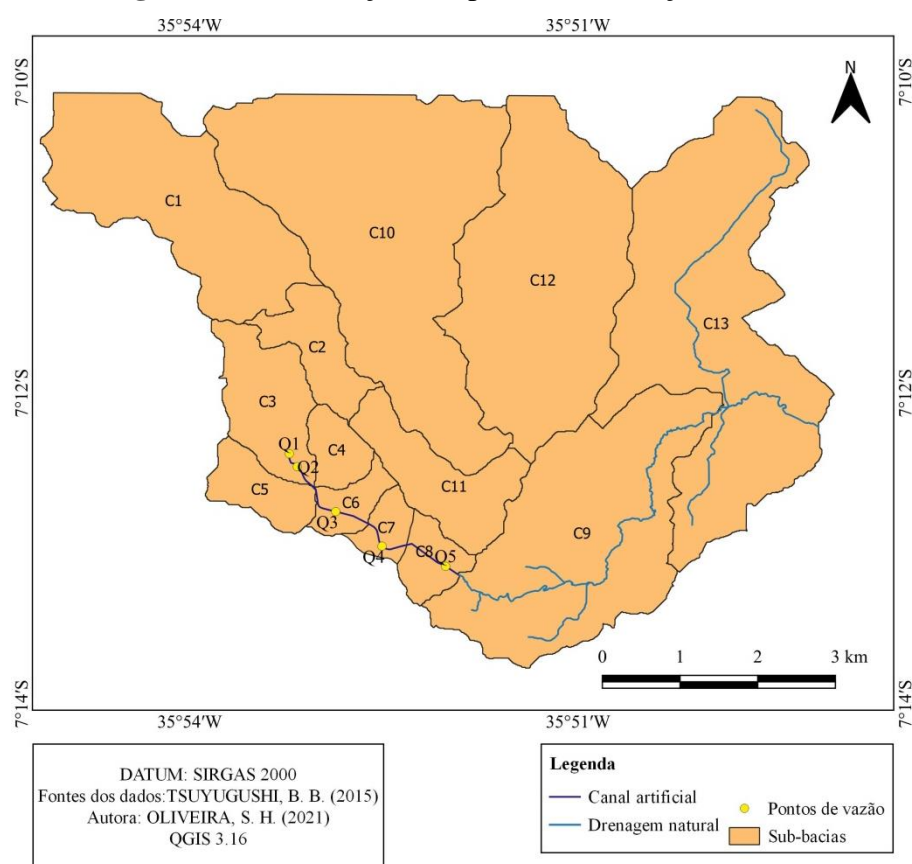 35°54'W 35°51'W
7°10'S
7°10'S
N
C1
C10
C12
C13
C2
7°12'S
7°12'S
C3
C4
Q1
Q2
C5
C11
C6
Q3
C7
C9
Q4
C8
Q5
0 1 2 3 km
7°14'S
7°14'S
35°54'W 35°51'W
DATUM: SIRGAS 2000
Fontes dos dados:TSUYUGUSHI, B. B. (2015)
Autora: OLIVEIRA, S. H. (2021)
QGIS 3.16
Legenda
Canal artificial
Drenagem natural
Pontos de vazão
Sub-bacias